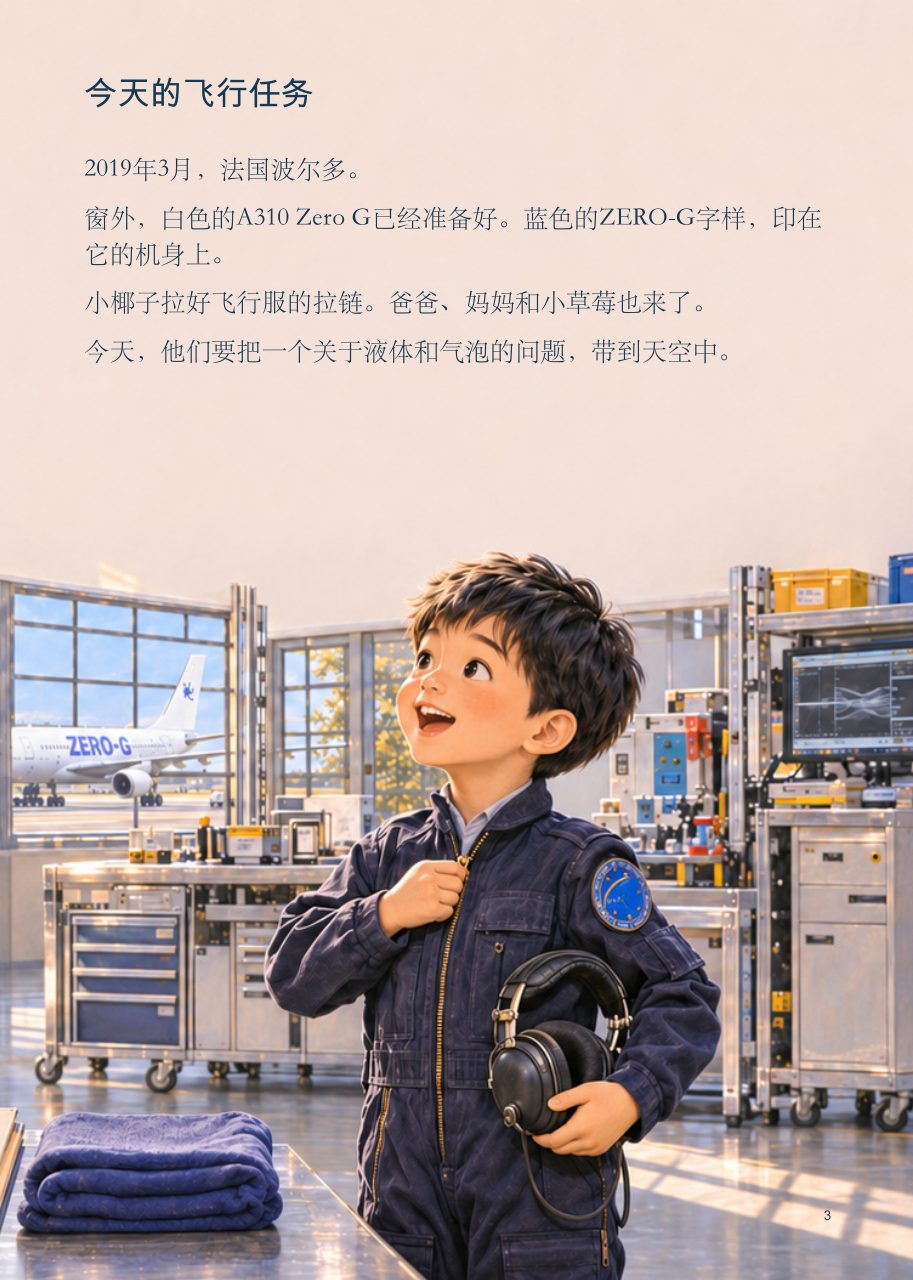 今天的飞行任务
2019年3月，法国波尔多。
窗外，白色的A310 Zero G已经准备好。蓝色的ZERO-G字样，印在
它的机身上。
小椰子拉好飞行服的拉链。爸爸、妈妈和小草莓也来了。
今天，他们要把一个关于液体和气泡的问题，带到天空中。
ZERO-G
3